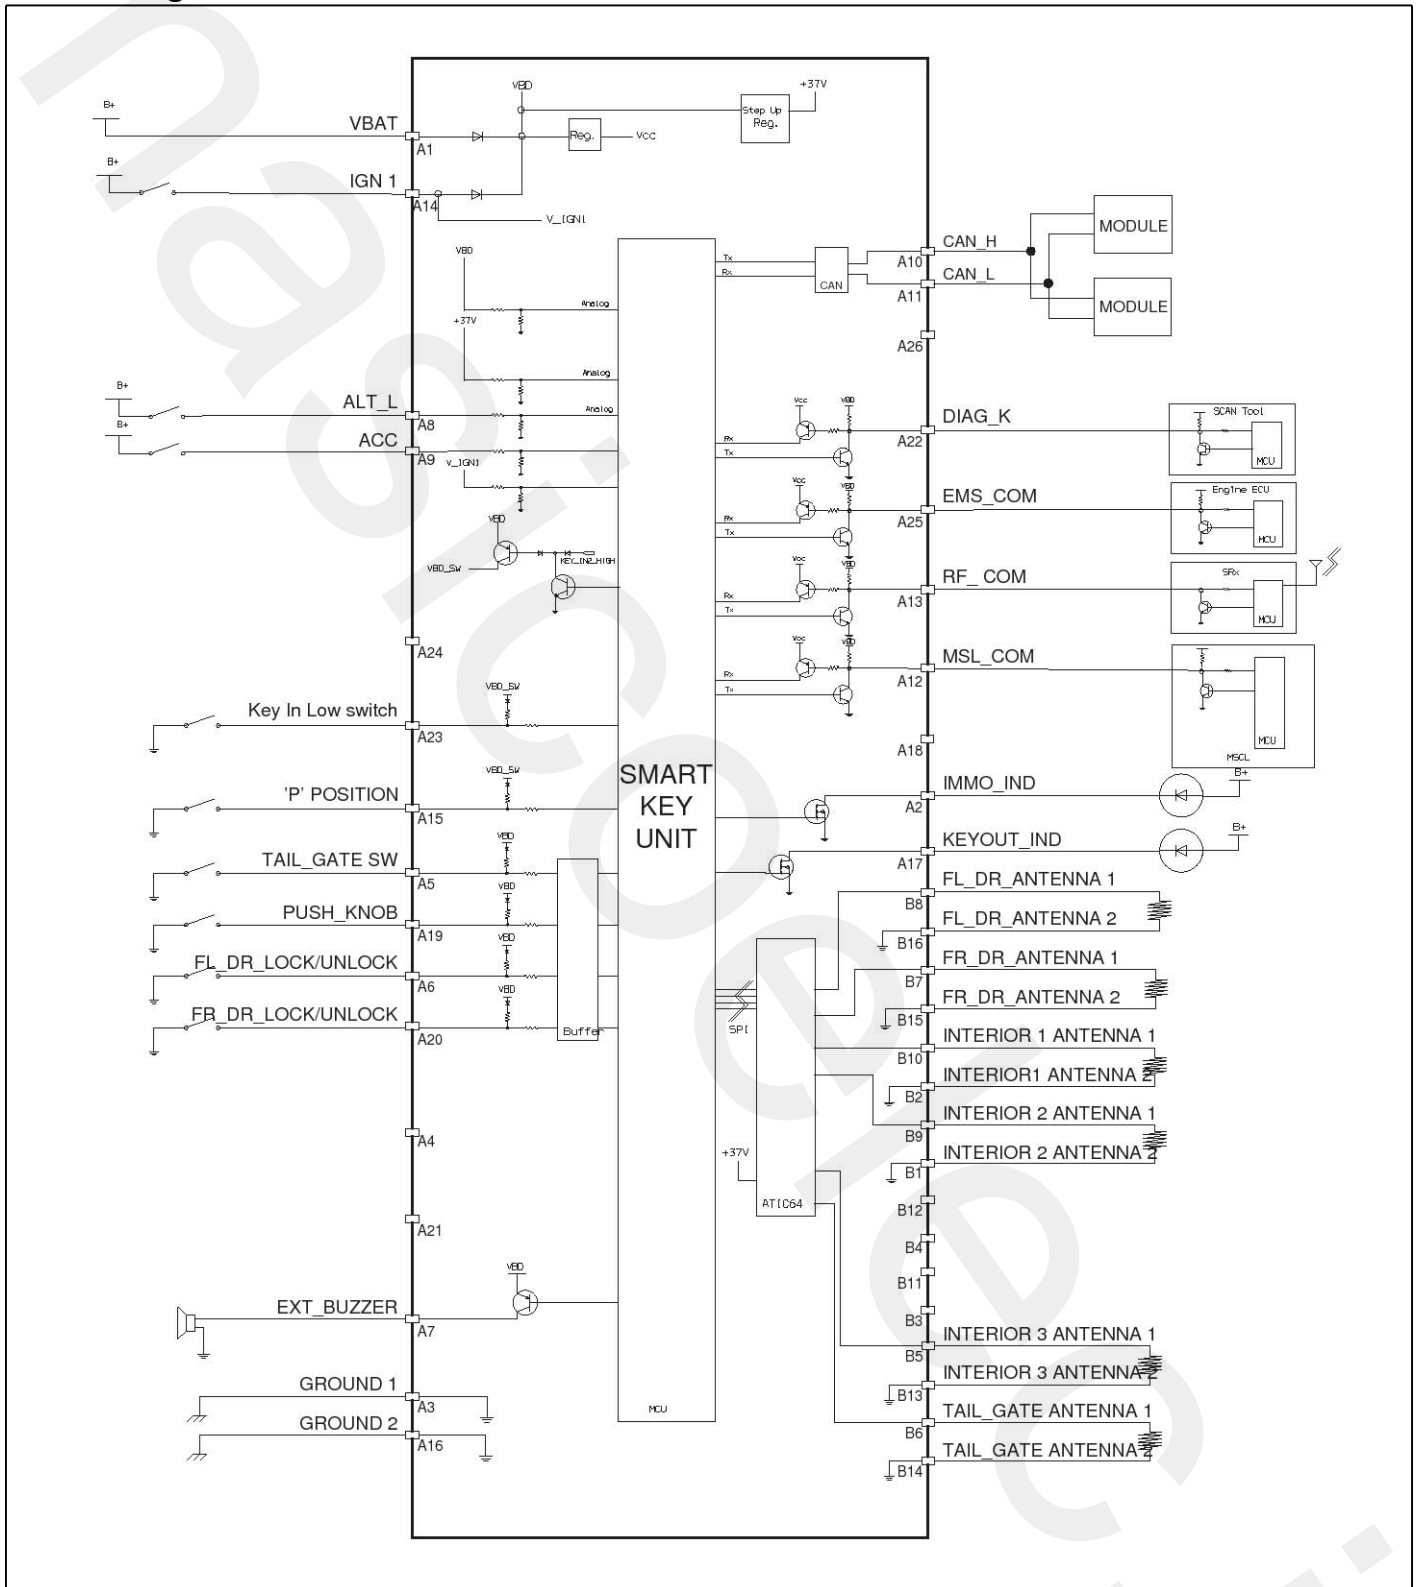 B+
VBAT
A1
B+
IGN 1
A14
VBD
Reg.
Vcc
Step Up
Reg.
+37V
V_IGN1
VBD
Analog
+37V
Analog
B+
ALT_L
A8
Analog
B+
ACC
A9
V_IGN1
VBD
VBD_SW
KEY_IN2_HIGH
A24
Key In Low switch
A23
VBD_SW
'P' POSITION
A15
VBD_SW
TAIL_GATE SW
A5
VBD
PUSH_KNOB
A19
VBD
FL_DR_LOCK/UNLOCK
A6
VBD
FR_DR_LOCK/UNLOCK
A20
VBD
Buffer
A4
A21
EXT_BUZZER
A7
VBD
GROUND 1
A3
GROUND 2
A16
SMART
KEY
UNIT
MCU
Tx
Rx
CAN
CAN_H
A10
CAN_L
A11
MODULE
MODULE
A26
Rx
Tx
Vcc
VBD
DIAG_K
A22
SCAN Tool
MCU
Rx
Tx
Vcc
VBD
EMS_COM
A25
Engine ECU
MCU
Rx
Tx
Vcc
VBD
RF_ COM
A13
SRx
MCU
Rx
Tx
Vcc
VBD
MSL_COM
A12
MCU
MSCL
A18
IMMO_IND
A2
B+
KEYOUT_IND
A17
B+
FL_DR_ANTENNA 1
B8
FL_DR_ANTENNA 2
B16
FR_DR_ANTENNA 1
B7
FR_DR_ANTENNA 2
B15
SPI
INTERIOR 1 ANTENNA 1
B10
INTERIOR1 ANTENNA 2
B2
INTERIOR 2 ANTENNA 1
B9
INTERIOR 2 ANTENNA 2
B1
+37V
ATIC64
B12
B4
B11
B3
INTERIOR 3 ANTENNA 1
B5
INTERIOR 3 ANTENNA 2
B13
TAIL_GATE ANTENNA 1
B6
TAIL_GATE ANTENNA 2
B14